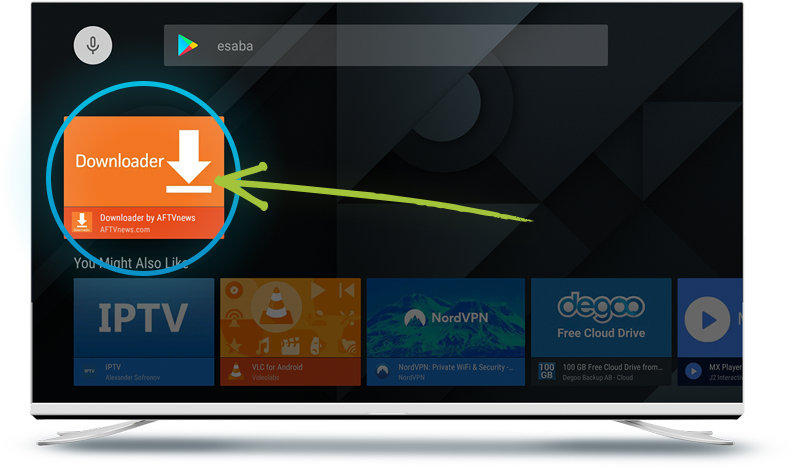 esaba
Downloader
Downloader by AFTVnews
AFTVnews.com
You Might Also Like
IPTV
IPTV
Alexander Sofronov
VLC for Android
Videolabs
NordVPN
NordVPN: Private WiFi & Security -...
NordVPN
degoo
Free Cloud Drive
100 GB
100 GB Free Cloud Drive from...
Degoo Backup AB - Cloud
M
MX Player
J2 Interactiv